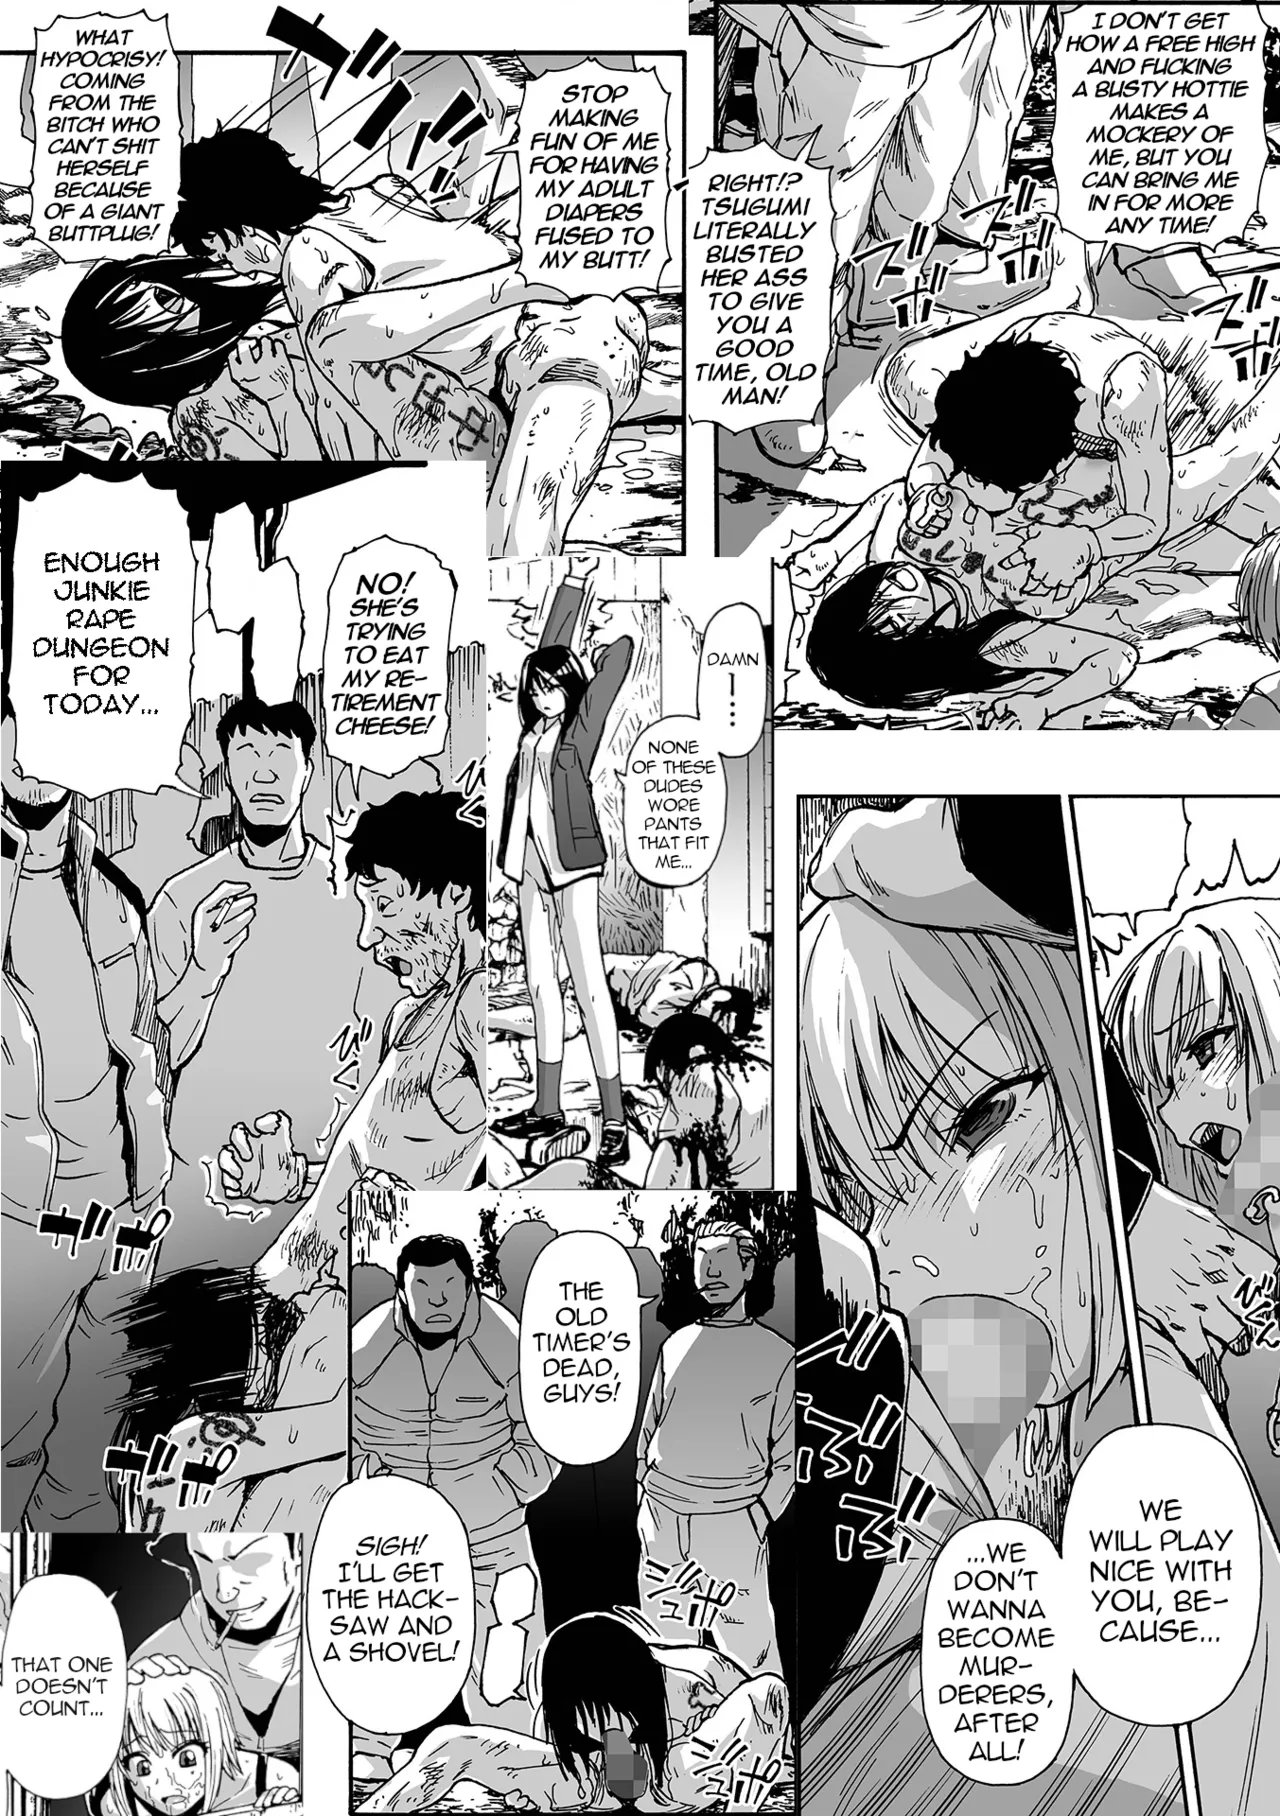 I DON'T GET
HOW A FREE HIGH
AND FUCKING
A BUSTY HOTTIE
MAKES A
MOCKERY OF
ME, BUT YOU
CAN BRING ME
IN FOR MORE
ANY TIME!
RIGHT!?
TSUGUMI
LITERALLY
BUSTED
HER ASS
TO GIVE
YOU A
GOOD
TIME, OLD
MAN!
STOP
MAKING
FUN OF ME
FOR HAVING
MY ADULT
DIAPERS
FUSED TO
MY BUTT!
WHAT
HYPOCRISY!
COMING
FROM THE
BITCH WHO
CAN'T SHIT
HERSELF
BECAUSE
OF A GIANT
BUTTPLUG!
NO!
SHE'S
TRYING
TO EAT
MY RE-
TIREMENT
CHEESE!
ENOUGH
JUNKIE
RAPE
DUNGEON
FOR
TODAY...
DAMN
NONE
OF THESE
DUDES
WORE
PANTS
THAT FIT
ME...
WE
WILL PLAY
NICE WITH
YOU, BE-
CAUSE...
...WE
DON'T
WANNA
BECOME
MUR-
DERERS,
AFTER
ALL!
THE
OLD
TIMER'S
DEAD,
GUYS!
SIGH!
I'LL GET
THE HACK-
SAW AND
A SHOVEL!
THAT ONE
DOESN'T
COUNT...